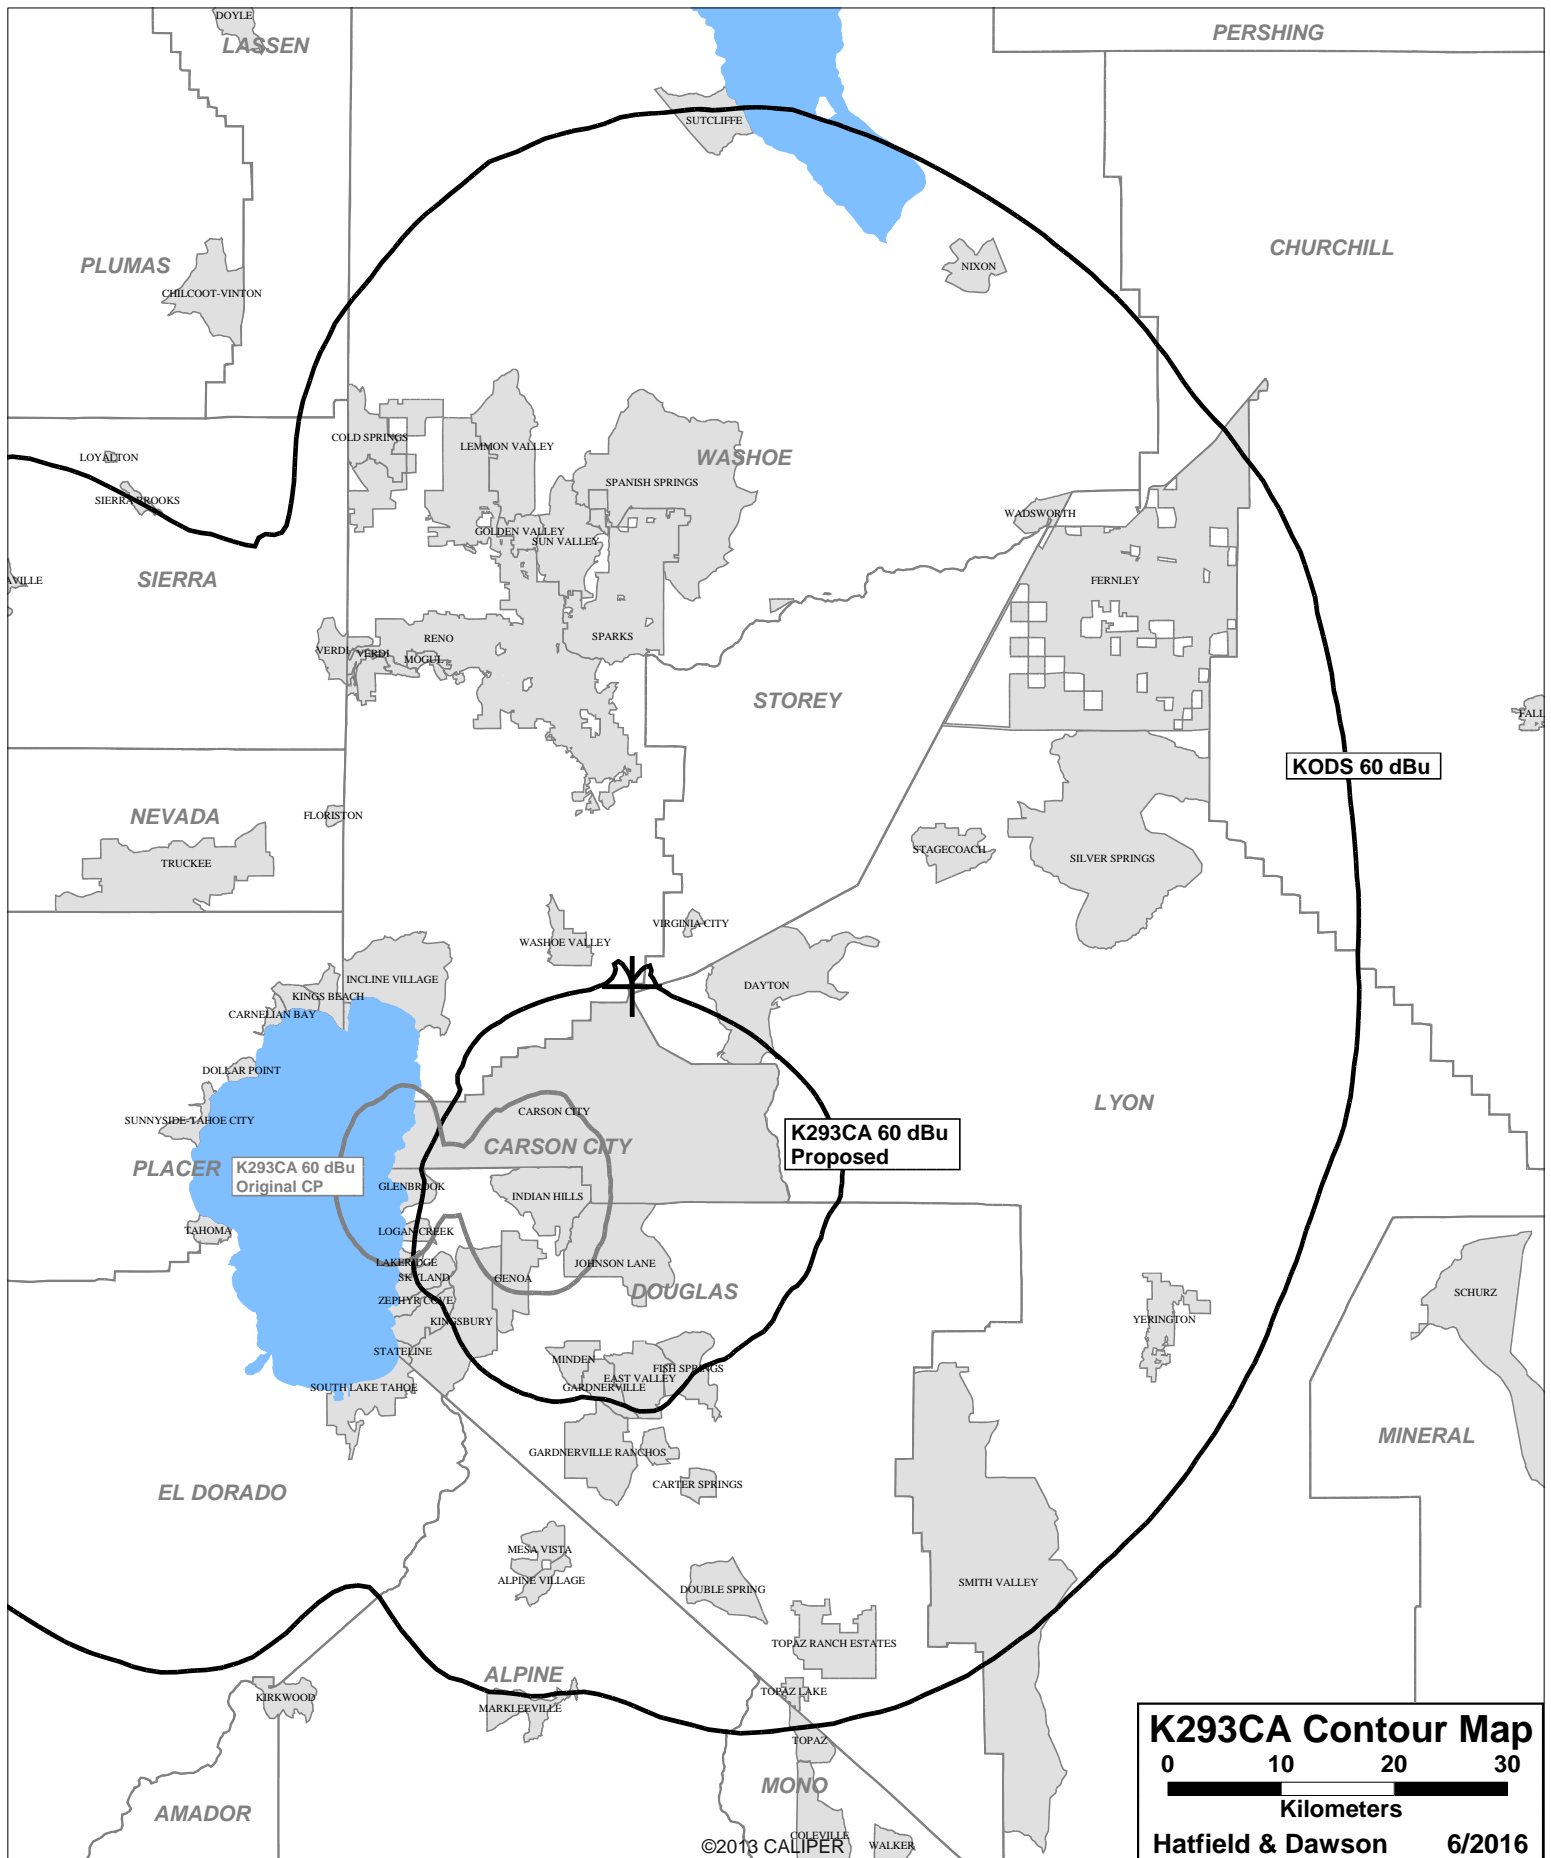 DOYLE
LASSEN
PERSHING
SUTCLIFFE
CHURCHILL
PLUMAS
NIXON
CHILCOOT-VINTON
COLD SPRINGS
LEMMON VALLEY
WASHOE
LOYALTON
SPANISH SPRINGS
SIERRA BROOKS
WADSWORTH
GOLDEN VALLEY
SUN VALLEY
SIERRA
AVILLE
FERNLEY
RENO
SPARKS
VERDI
VERDI
MOGUL
STOREY
FALL
KODS 60 dBu
NEVADA
FLORISTON
TRUCKEE
STAGECOACH
SILVER SPRINGS
VIRGINIA CITY
WASHOE VALLEY
INCLINE VILLAGE
DAYTON
KINGS BEACH
CARNELIAN BAY
DOLLAR POINT
SUNNYSIDE-TAHOE CITY
CARSON CITY
LYON
CARSON CITY
K293CA 60 dBu
Proposed
PLACER
K293CA 60 dBu
Original CP
GLENBROOK
INDIAN HILLS
TAHOMA
LOGAN CREEK
LAKERIDGE
JOHNSON LANE
SKYLAND
GENOA
DOUGLAS
ZEPHYR COVE
KINGSBURY
SCHURZ
YERINGTON
STATELINE
MINDEN
FISH SPRINGS
EAST VALLEY
SOUTH LAKE TAHOE
GARDNERVILLE
MINERAL
GARDNERVILLE RANCHOS
CARTER SPRINGS
EL DORADO
MESA VISTA
ALPINE VILLAGE
DOUBLE SPRING
SMITH VALLEY
TOPAZ RANCH ESTATES
ALPINE
TOPAZ LAKE
KIRKWOOD
MARKLEEVILLE
TOPAZ
MONO
AMADOR
COLEVILLE
WALKER
©2013 CALIPER
K293CA Contour Map
0 10 20 30
Kilometers
Hatfield & Dawson 6/2016